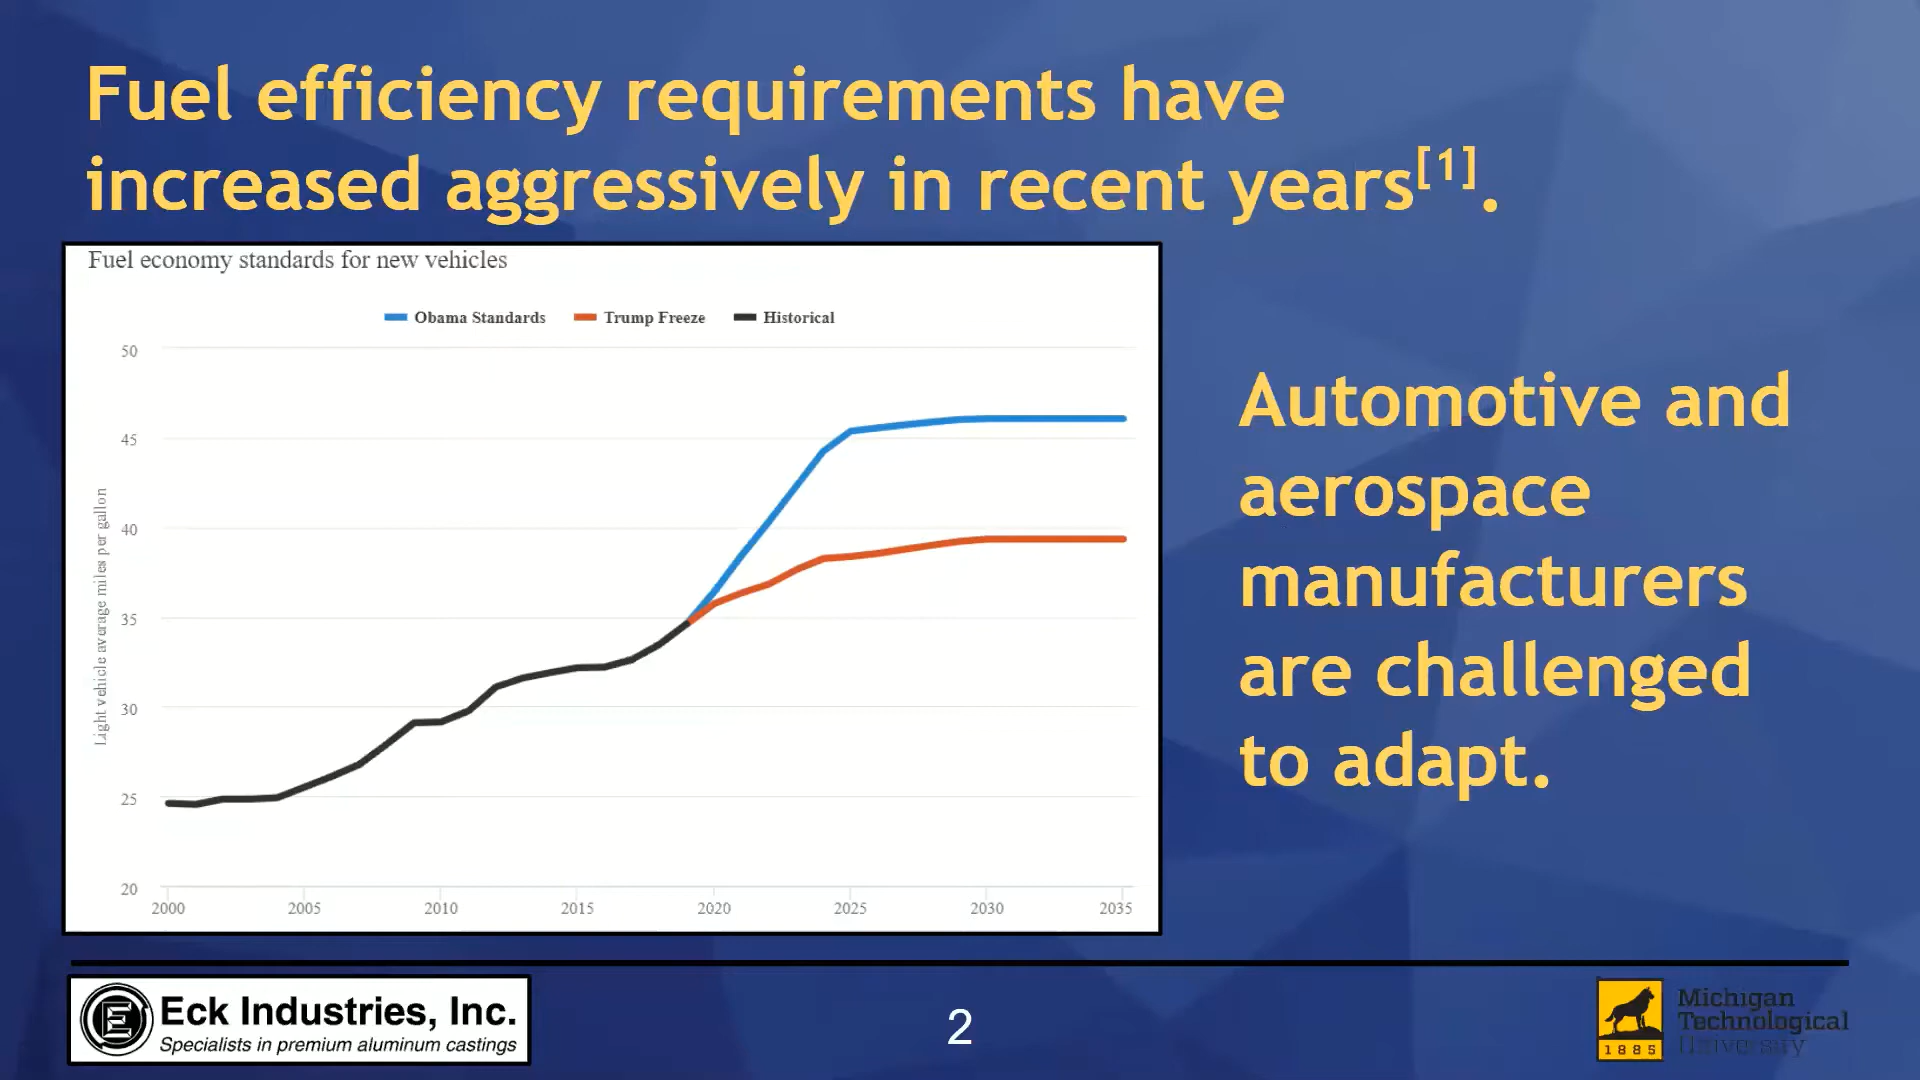 Fuel efficiency requirements have
increased aggressively in recent years[1].
Fuel economy standards for new vehicles
Obama Standards Trump Freeze Historical
Light vehicle average miles per gallon
50
45
40
35
30
25
20
2000 2005 2010 2015 2020 2025 2030 2035
Automotive and
aerospace
manufacturers
are challenged
to adapt.
E
Eck Industries, Inc.
Specialists in premium aluminum castings
2
1885
Michigan
Technological
University